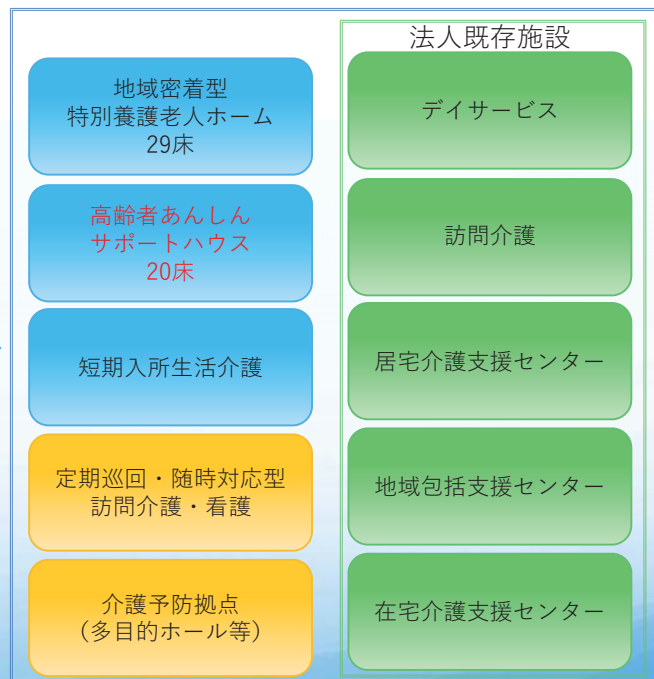 地域密着型
特別養護老人ホーム
29床
高齢者あんしん
サポートハウス
20床
短期入所生活介護
定期巡回・随時対応型
訪問介護・看護
介護予防拠点
（多目的ホール等）
法人既存施設
デイサービス
訪問介護
居宅介護支援センター
地域包括支援センター
在宅介護支援センター